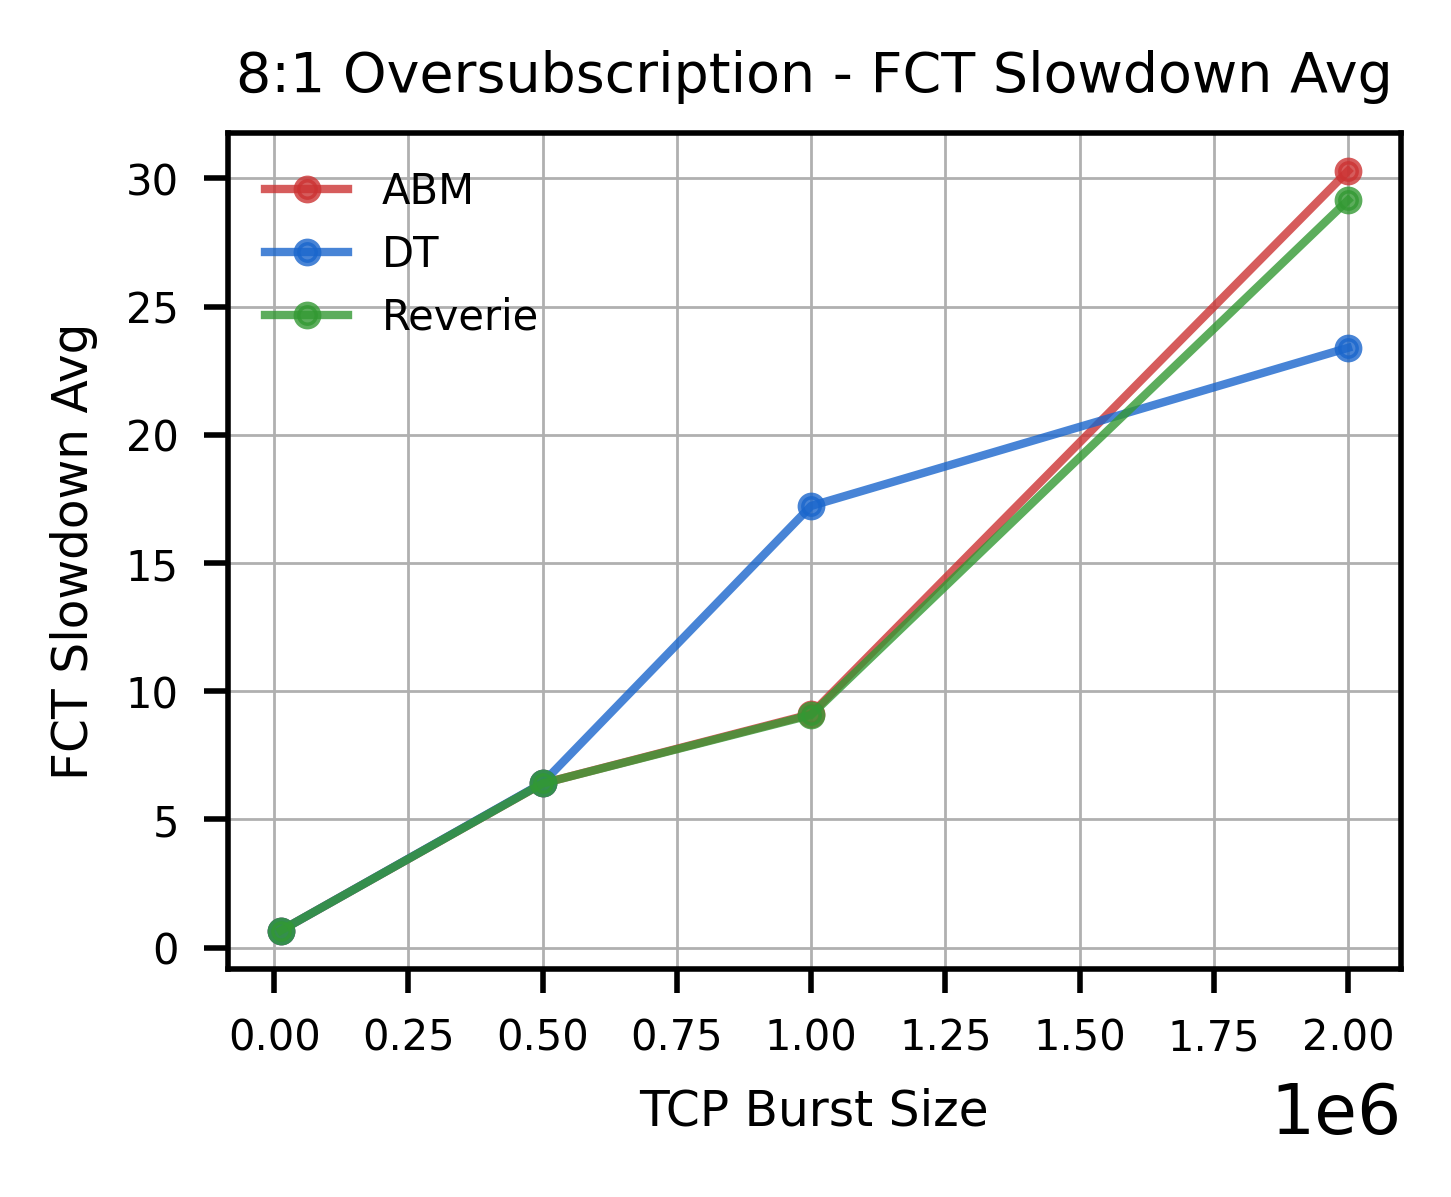 8:1 Oversubscription - FCT Slowdown Avg
FCT Slowdown Avg
30
25
20
15
10
5
0
ABM
DT
Reverie
0.00 0.25 0.50 0.75 1.00 1.25 1.50 1.75 2.00
TCP Burst Size
1e6